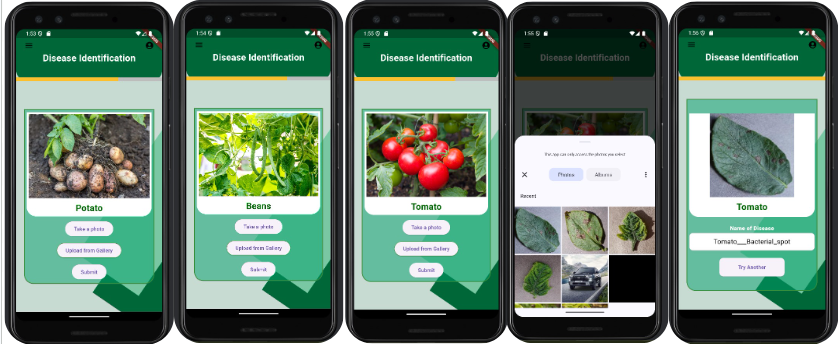 1:53
Disease Identification
Potato
Take a photo
Upload from Gallery
Submit
1:54
Disease Identification
Beans
Take a photo
Upload from Gallery
Submit
1:55
Disease Identification
Tomato
Take a photo
Upload from Gallery
Submit
1:55
Disease Identification
This app can only access the photos you select
Photos
Albums
Recent
1:56
Disease Identification
Tomato
Name of Disease
Tomato___Bacterial_spot
Try Another